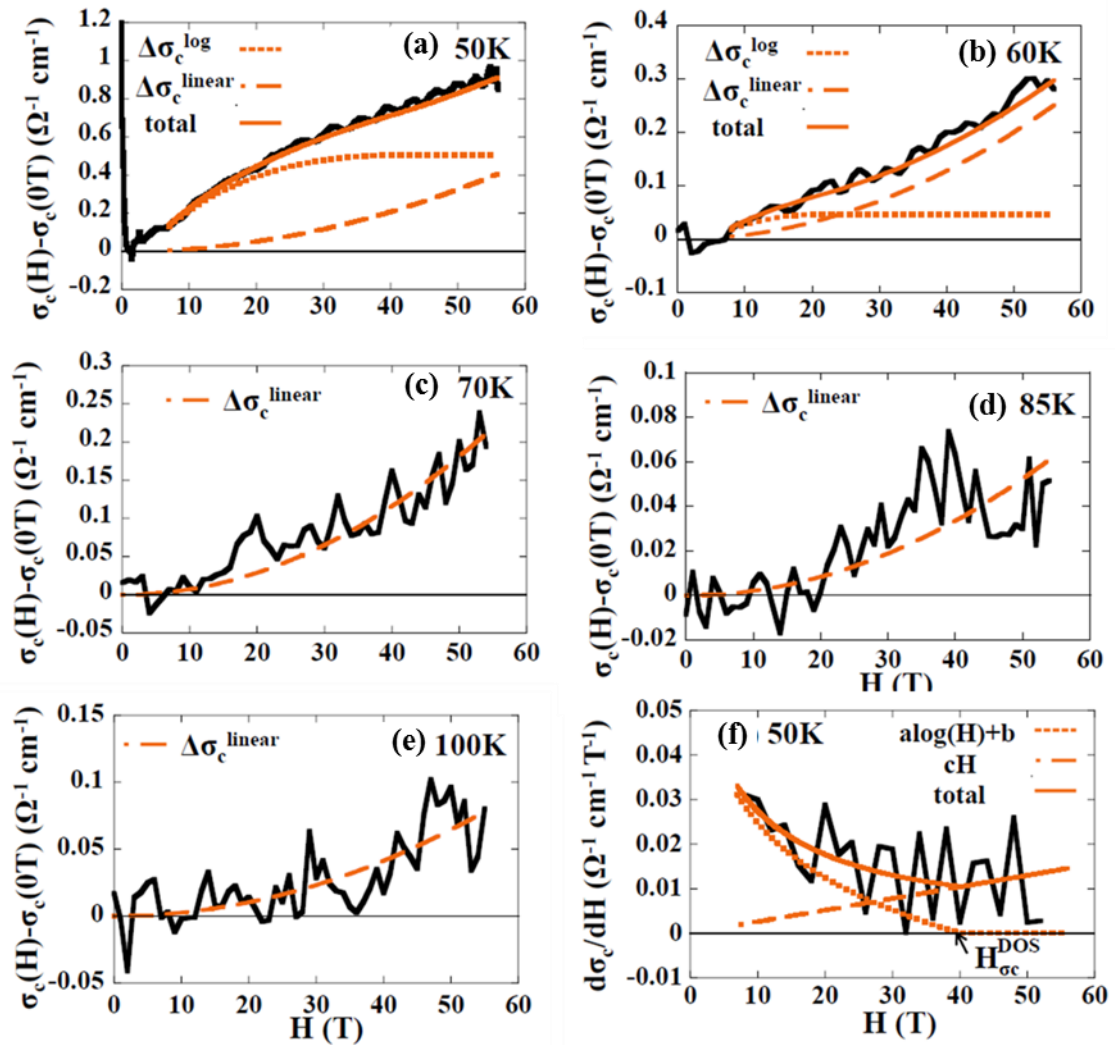 (a) 50K
Δσc^log
Δσc^linear
total
σc(H)-σc(0T) (Ω^-1 cm^-1)
1.2
1
0.8
0.6
0.4
0.2
0
-0.2
0 10 20 30 40 50 60
(b) 60K
Δσc^log
Δσc^linear
total
σc(H)-σc(0T) (Ω^-1 cm^-1)
0.4
0.3
0.2
0.1
0
-0.1
0 10 20 30 40 50 60
(c) 70K
Δσc^linear
σc(H)-σc(0T) (Ω^-1 cm^-1)
0.3
0.25
0.2
0.15
0.1
0.05
0
-0.05
0 10 20 30 40 50 60
(d) 85K
Δσc^linear
σc(H)-σc(0T) (Ω^-1 cm^-1)
0.1
0.08
0.06
0.04
0.02
0
-0.02
0 10 20 30 40 50 60
H (T)
(e) 100K
Δσc^linear
σc(H)-σc(0T) (Ω^-1 cm^-1)
0.15
0.1
0.05
0
-0.05
0 10 20 30 40 50 60
H (T)
(f) 50K
alog(H)+b
cH
total
dσc/dH (Ω^-1 cm^-1 T^-1)
0.05
0.04
0.03
0.02
0.01
0
-0.01
H_σc^DOS
0 10 20 30 40 50 60
H (T)